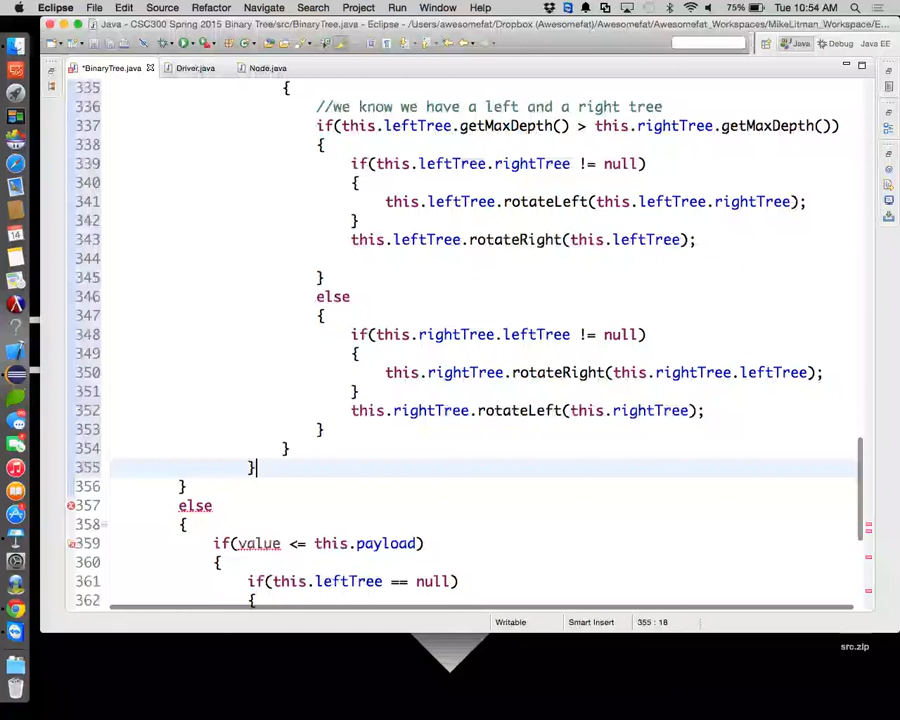 Eclipse File Edit Source Refactor Navigate Search Project Run Window Help 75% Tue 10:54 AM
Java - CSC300 Spring 2015 Binary Tree/src/BinaryTree.java - Eclipse - /Users/awesomefat/Dropbox (Awesomefat)/Awesomefat/Awesomefat_Workspaces/MikeLitman_Workspace/E...
Java Debug Java EE
*BinaryTree.java Driver.java Node.java
335 {
336 //we know we have a left and a right tree
337 if(this.leftTree.getMaxDepth() > this.rightTree.getMaxDepth())
338 {
339 if(this.leftTree.rightTree != null)
340 {
341 this.leftTree.rotateLeft(this.leftTree.rightTree);
342 }
343 this.leftTree.rotateRight(this.leftTree);
344
345 }
346 else
347 {
348 if(this.rightTree.leftTree != null)
349 {
350 this.rightTree.rotateRight(this.rightTree.leftTree);
351 }
352 this.rightTree.rotateLeft(this.rightTree);
353 }
354 }
355 }
356 }
357 else
358 {
359 if(value <= this.payload)
360 {
361 if(this.leftTree == null)
362 {
Writable Smart Insert 355 : 18
src.zip